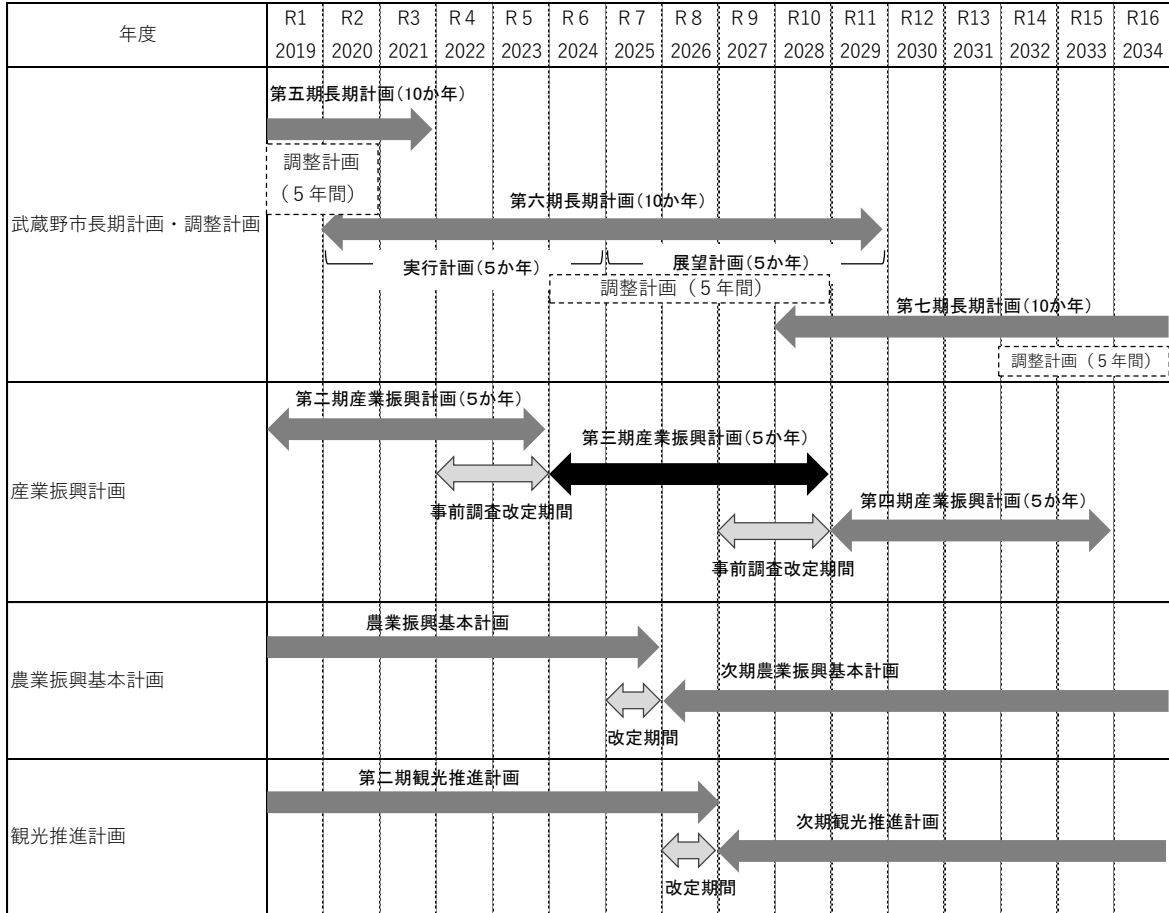 年度
R1 R2 R3 R４ R５ R６ R７ R８ R９ R10 R11 R12 R13 R14 R15 R16
2019 2020 2021 2022 2023 2024 2025 2026 2027 2028 2029 2030 2031 2032 2033 2034
武蔵野市長期計画・調整計画
第五期長期計画(10か年)
調整計画
（５年間）
第六期長期計画(10か年)
実行計画(５か年)
展望計画(５か年)
調整計画（５年間）
第七期長期計画(10か年)
調整計画（５年間）
産業振興計画
第二期産業振興計画(５か年)
第三期産業振興計画(５か年)
事前調査改定期間
第四期産業振興計画(５か年)
事前調査改定期間
農業振興基本計画
農業振興基本計画
次期農業振興基本計画
改定期間
観光推進計画
第二期観光推進計画
次期観光推進計画
改定期間